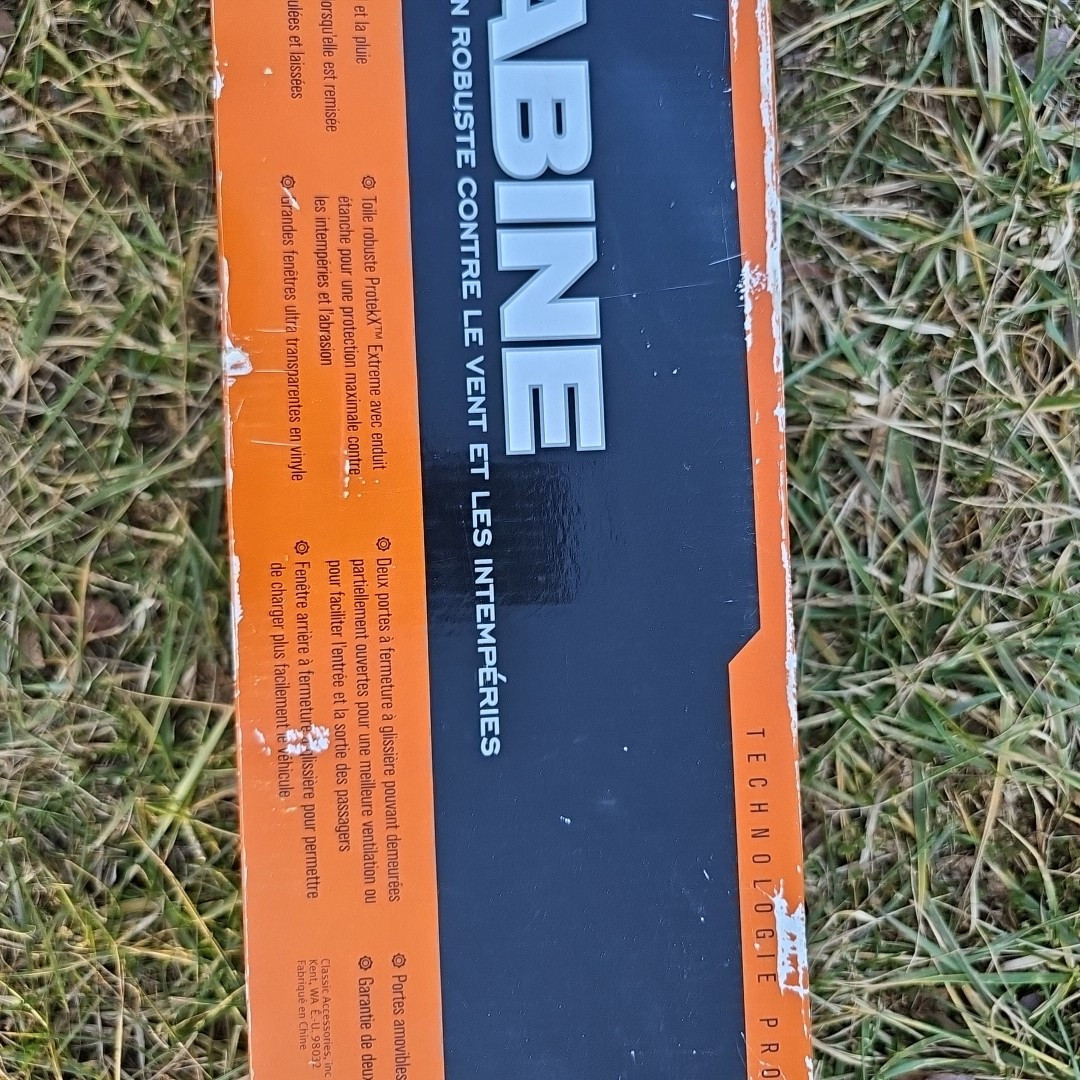 TECHNOLOGIE PRO
ABINE
N ROBUSTE CONTRE LE VENT ET LES INTEMPÉRIES
et la pluie
orsqu'elle est remisée
ulées et laissées
Toile robuste ProtekX™ Extreme avec enduit
étanche pour une protection maximale contre
les intempéries et l'abrasion
Grandes fenêtres ultra transparentes en vinyle
Deux portes à fermeture à glissière pouvant demeurées
partiellement ouvertes pour une meilleure ventilation ou
pour faciliter l'entrée et la sortie des passagers
Fenêtre arrière à fermeture à glissière pour permettre
de charger plus facilement le véhicule
Portes amovibles
Garantie de deux
Classic Accessories, inc
Kent, WA É.-U. 98032
Fabriqué en Chine